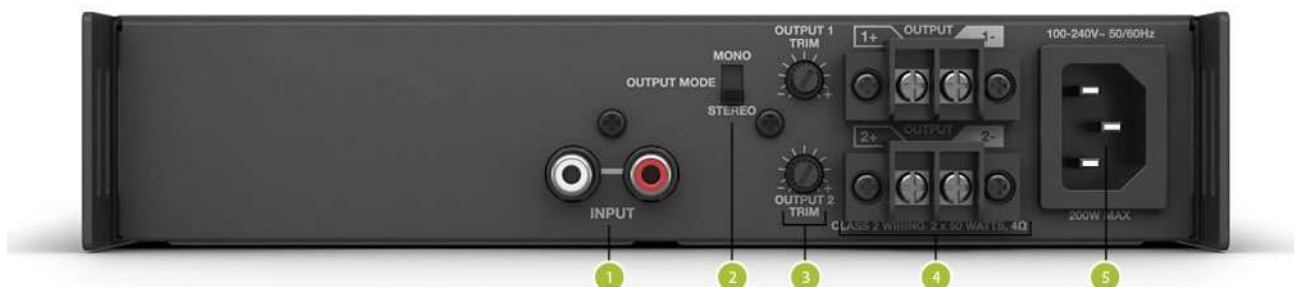 OUTPUT 1
TRIM
MONO
OUTPUT MODE
STEREO
1+ OUTPUT 1-
100-240V~ 50/60Hz
2+ OUTPUT 2-
INPUT
OUTPUT 2
TRIM
CLASS 2 WIRING 2 x 50 WATTS, 4Ω
200W MAX
1
2
3
4
5